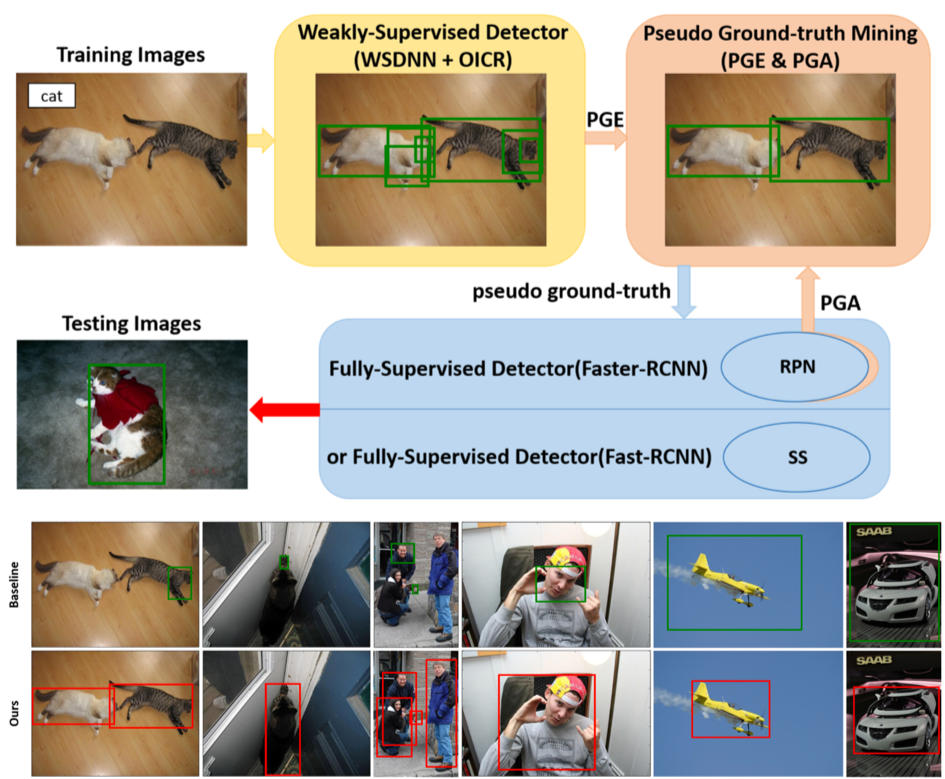 Training Images
cat
Weakly-Supervised Detector
(WSDNN + OICR)
PGE
Pseudo Ground-truth Mining
(PGE & PGA)
pseudo ground-truth
PGA
Testing Images
Fully-Supervised Detector(Faster-RCNN)
RPN
or Fully-Supervised Detector(Fast-RCNN)
SS
Baseline
SAAB
Ours
SAAB